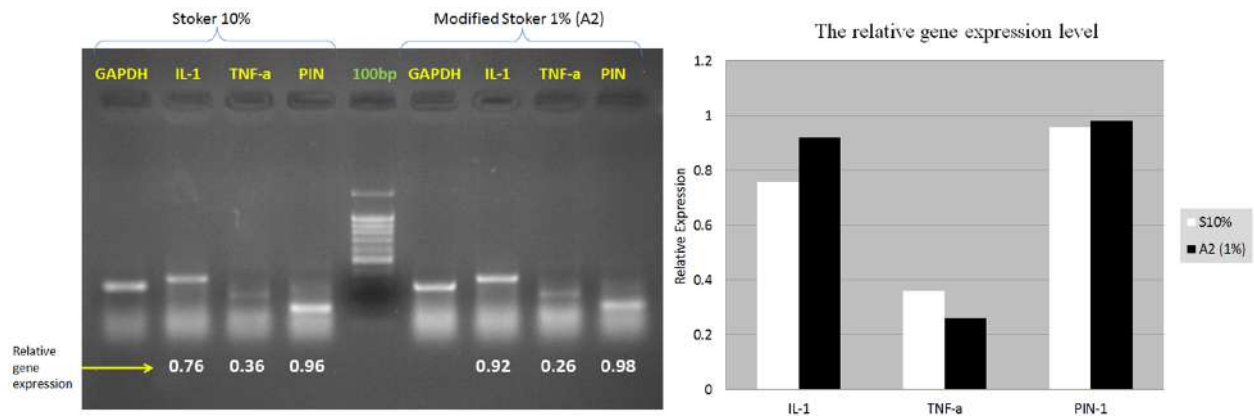 Stoker 10%
Modified Stoker 1% (A2)
GAPDH IL-1 TNF-a PIN 100bp GAPDH IL-1 TNF-a PIN
Relative
gene
expression
0.76 0.36 0.96 0.92 0.26 0.98
The relative gene expression level
Relative Expression
1.2
1
0.8
0.6
0.4
0.2
0
IL-1 TNF-a PIN-1
S10%
A2 (1%)